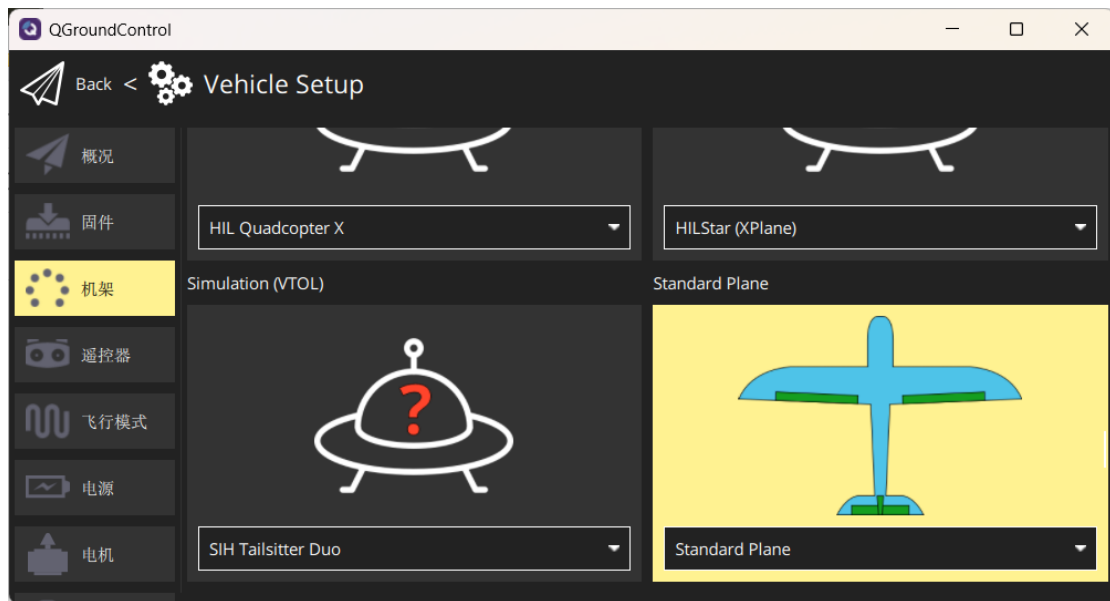 QGroundControl
Back < Vehicle Setup
概况
固件
机架
遥控器
飞行模式
电源
电机
HIL Quadcopter X
HILStar (XPlane)
Simulation (VTOL)
Standard Plane
?
SIH Tailsitter Duo
Standard Plane